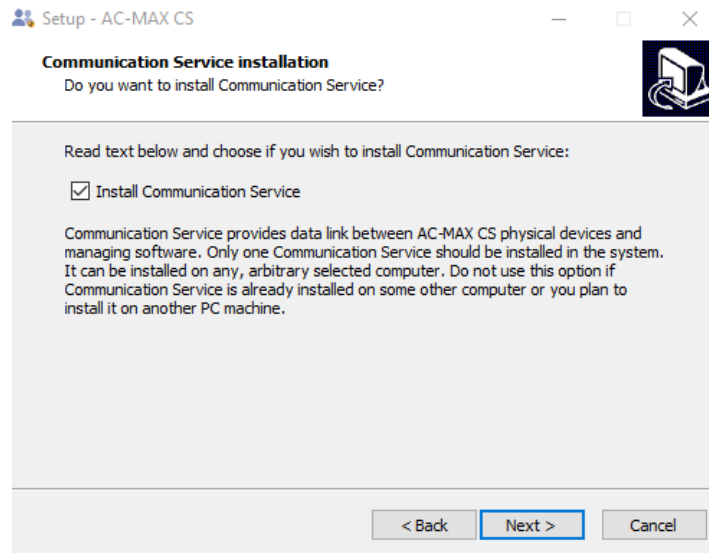 Setup - AC-MAX CS
Communication Service installation
Do you want to install Communication Service?
Read text below and choose if you wish to install Communication Service:
Install Communication Service
Communication Service provides data link between AC-MAX CS physical devices and
managing software. Only one Communication Service should be installed in the system.
It can be installed on any, arbitrary selected computer. Do not use this option if
Communication Service is already installed on some other computer or you plan to
install it on another PC machine.
< Back
Next >
Cancel